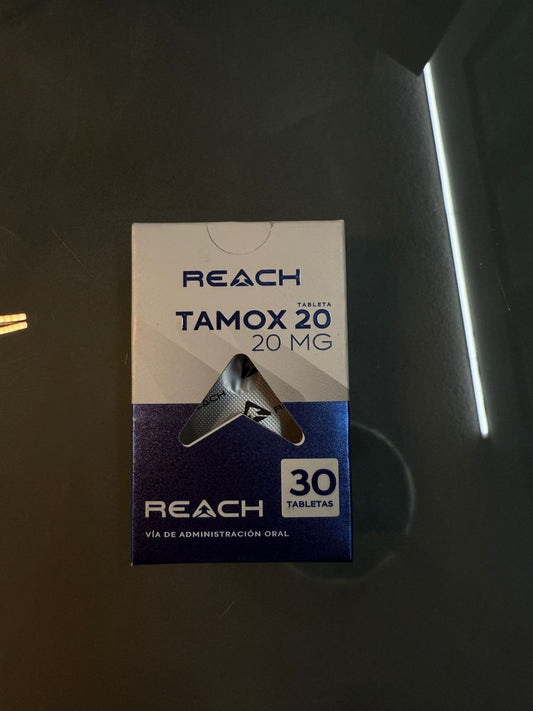 REACH
TABLETA
TAMOX 20
20 MG
30
TABLETAS
REACH
VÍA DE ADMINISTRACIÓN ORAL